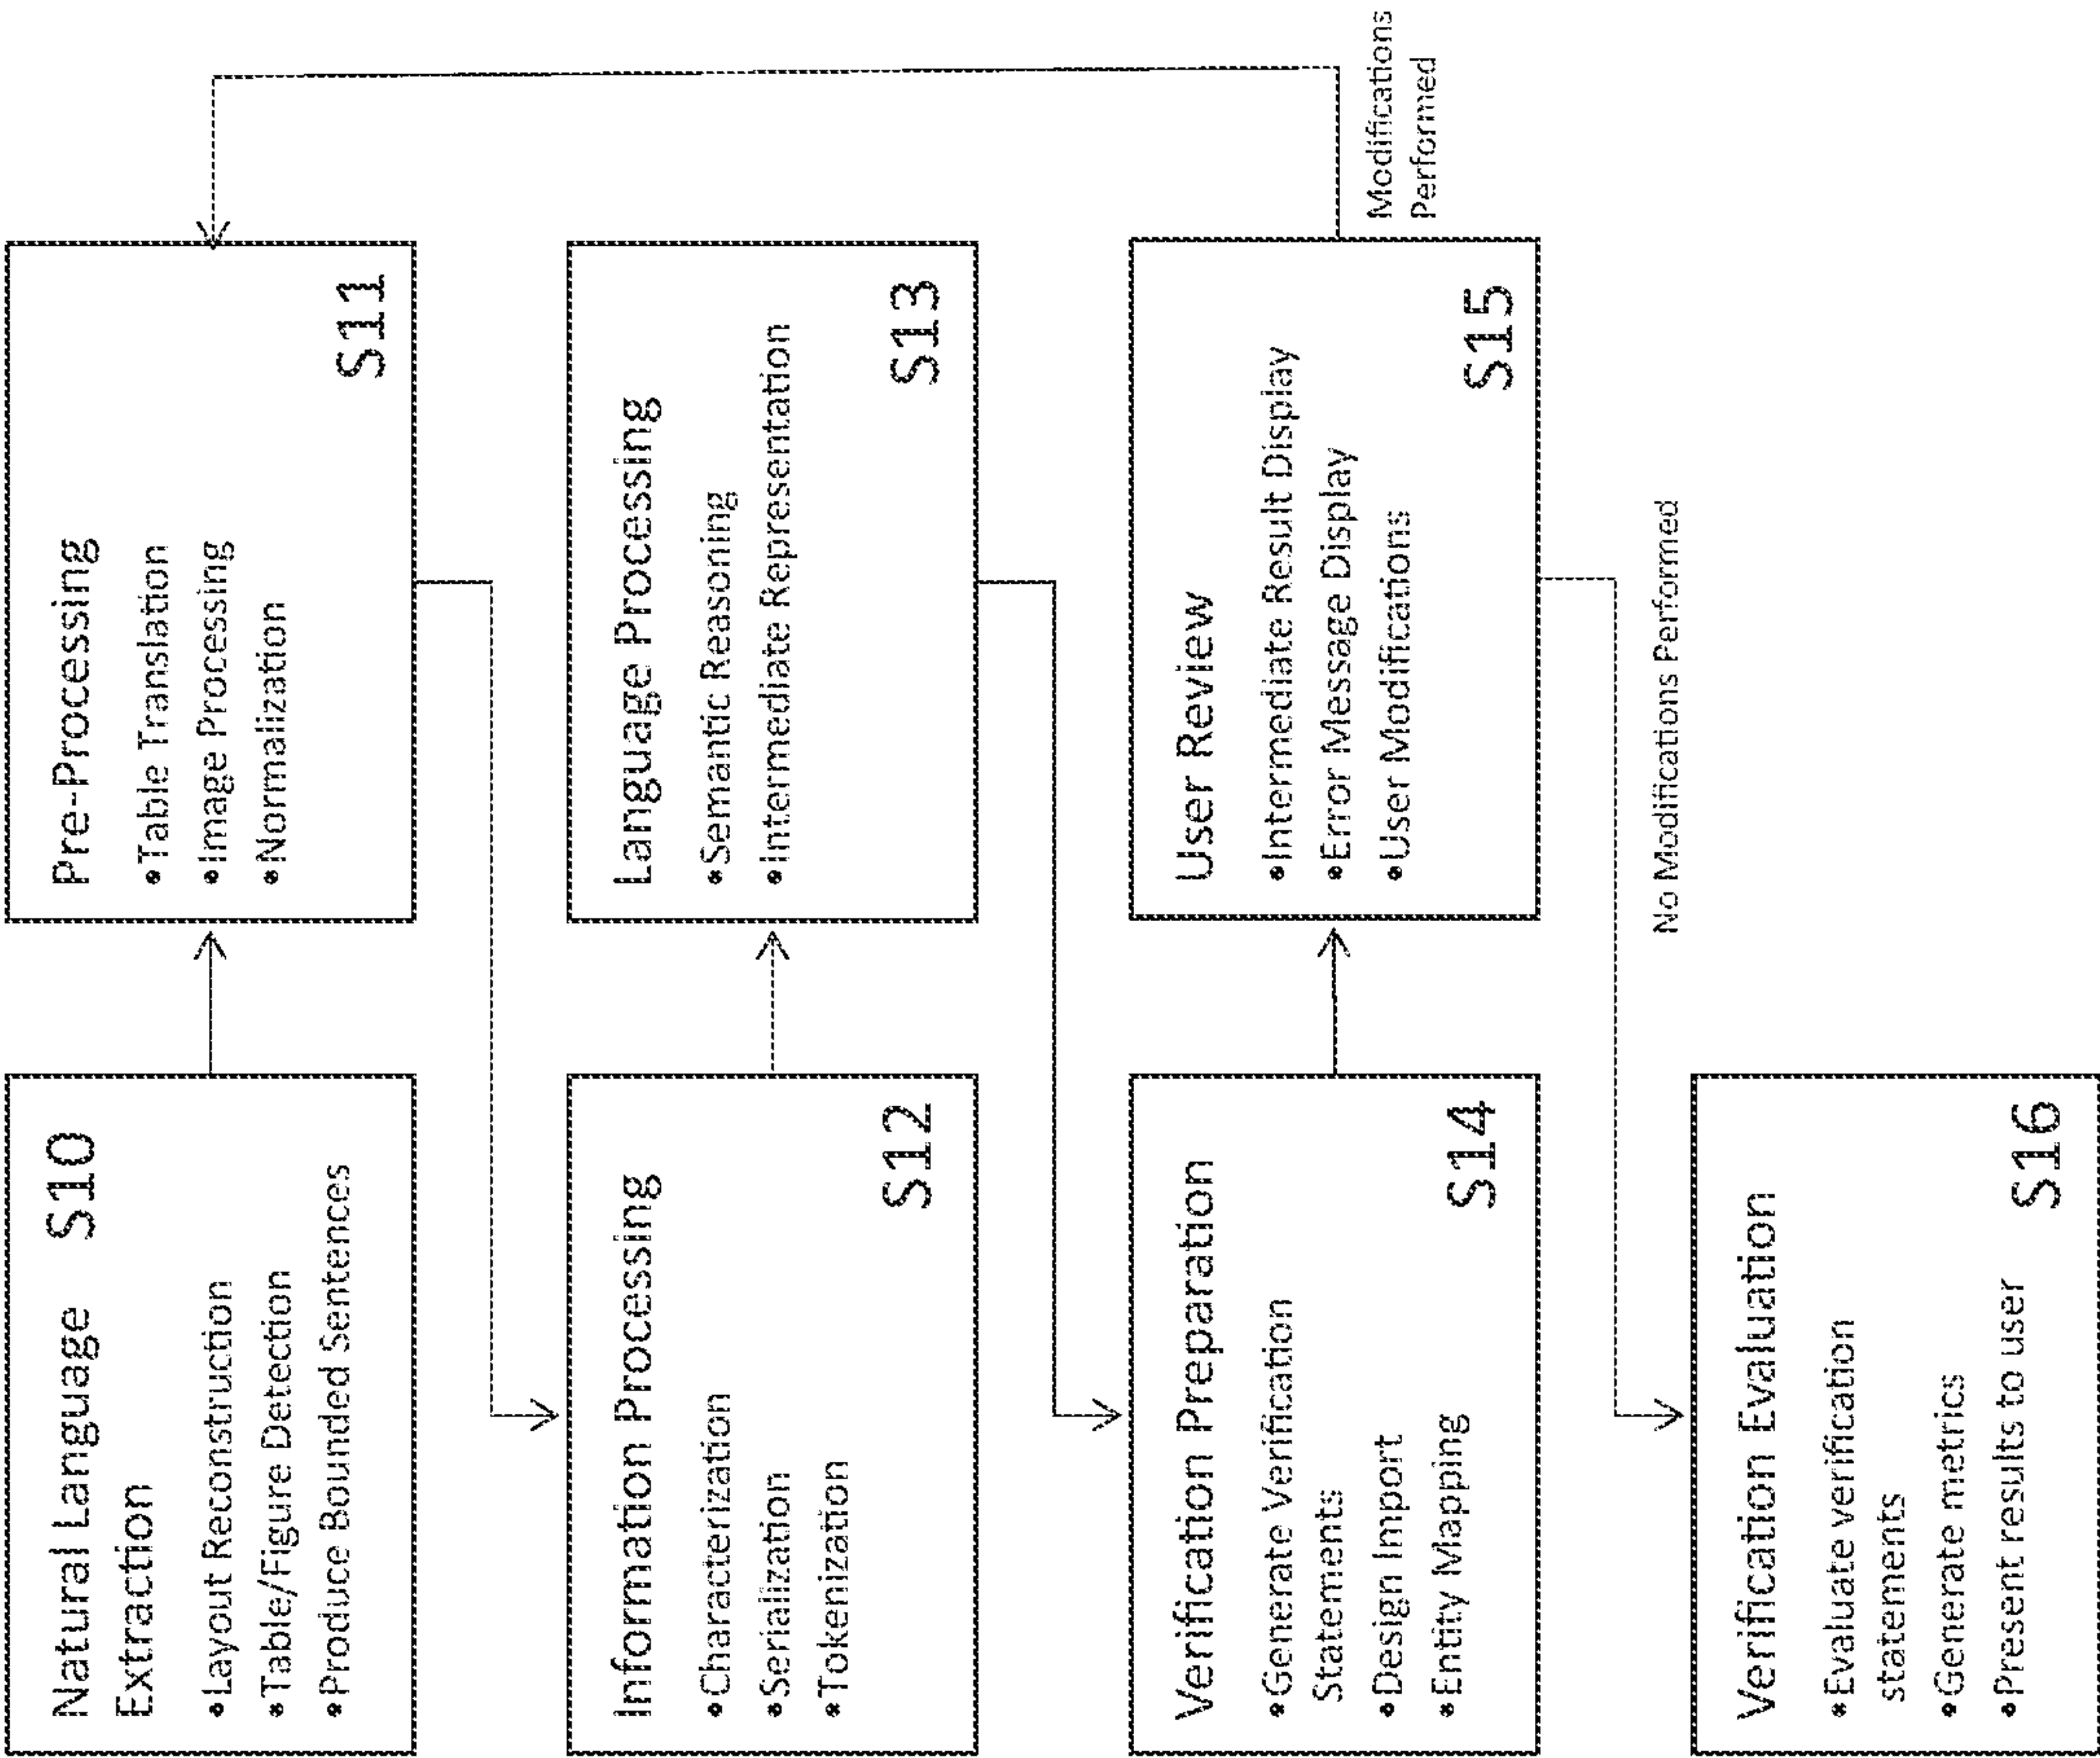 Natural Language S10
Extraction
•Layout Reconstruction
•Table/Figure Detection
•Produce Bounded Sentences
Pre-Processing
•Table Translation
•Image Processing
•Normalization
S11
Information Processing
•Characterization
•Serialization
•Tokenization
S12
Language Processing
•Semantic Reasoning
•Intermediate Representation
S13
Verification Preparation
•Generate Verification
Statements
•Design Import
•Entity Mapping
S14
User Review
•Intermediate Result Display
•Error Message Display
•User Modifications
S15
Modifications
Performed
No Modifications Performed
Verification Evaluation
•Evaluate verification
statements
•Generate metrics
•Present results to user
S16